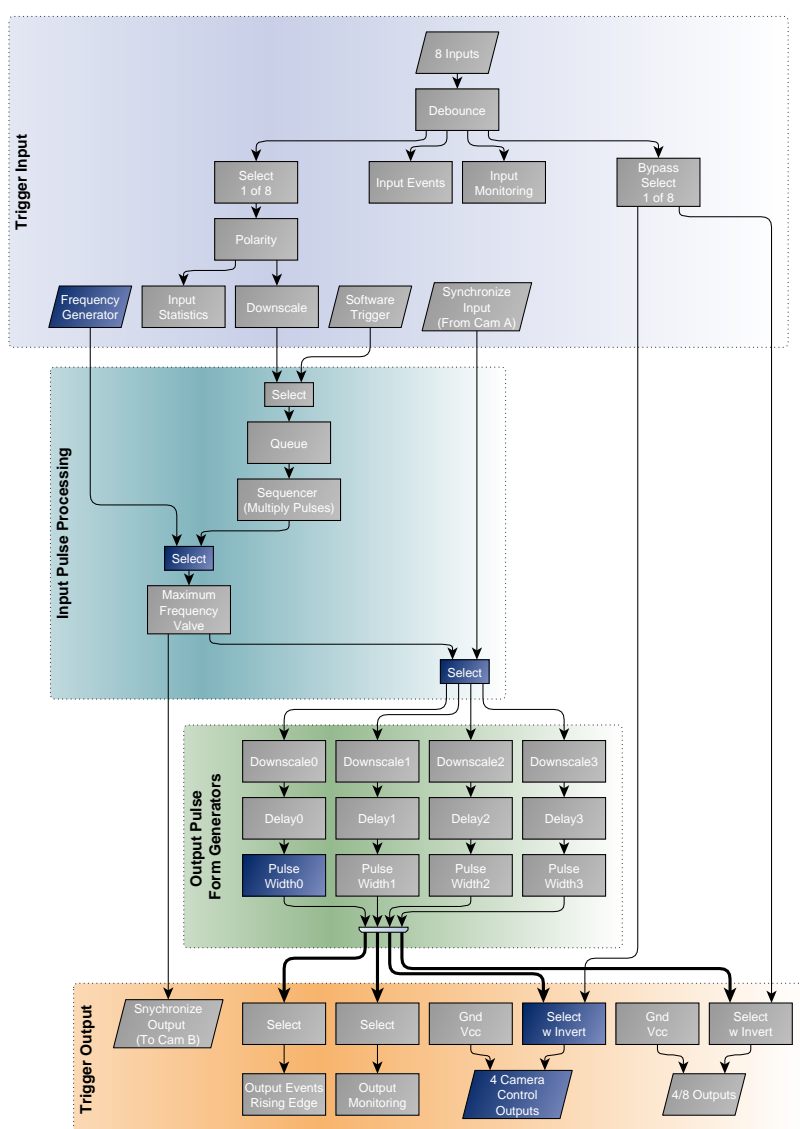 Trigger Input
8 Inputs
Debounce
Select
1 of 8
Input Events
Input
Monitoring
Bypass
Select
1 of 8
Polarity
Frequency
Generator
Input
Statistics
Downscale
Software
Trigger
Synchronize
Input
(From Cam A)
Input Pulse Processing
Select
Queue
Sequencer
(Multiply Pulses)
Select
Maximum
Frequency
Valve
Select
Output Pulse
Form Generators
Downscale0
Downscale1
Downscale2
Downscale3
Delay0
Delay1
Delay2
Delay3
Pulse
Width0
Pulse
Width1
Pulse
Width2
Pulse
Width3
Trigger Output
Snychronize
Output
(To Cam B)
Select
Select
Gnd
Vcc
Select
w Invert
Gnd
Vcc
Select
w Invert
Output Events
Rising Edge
Output
Monitoring
4 Camera
Control
Outputs
4/8 Outputs